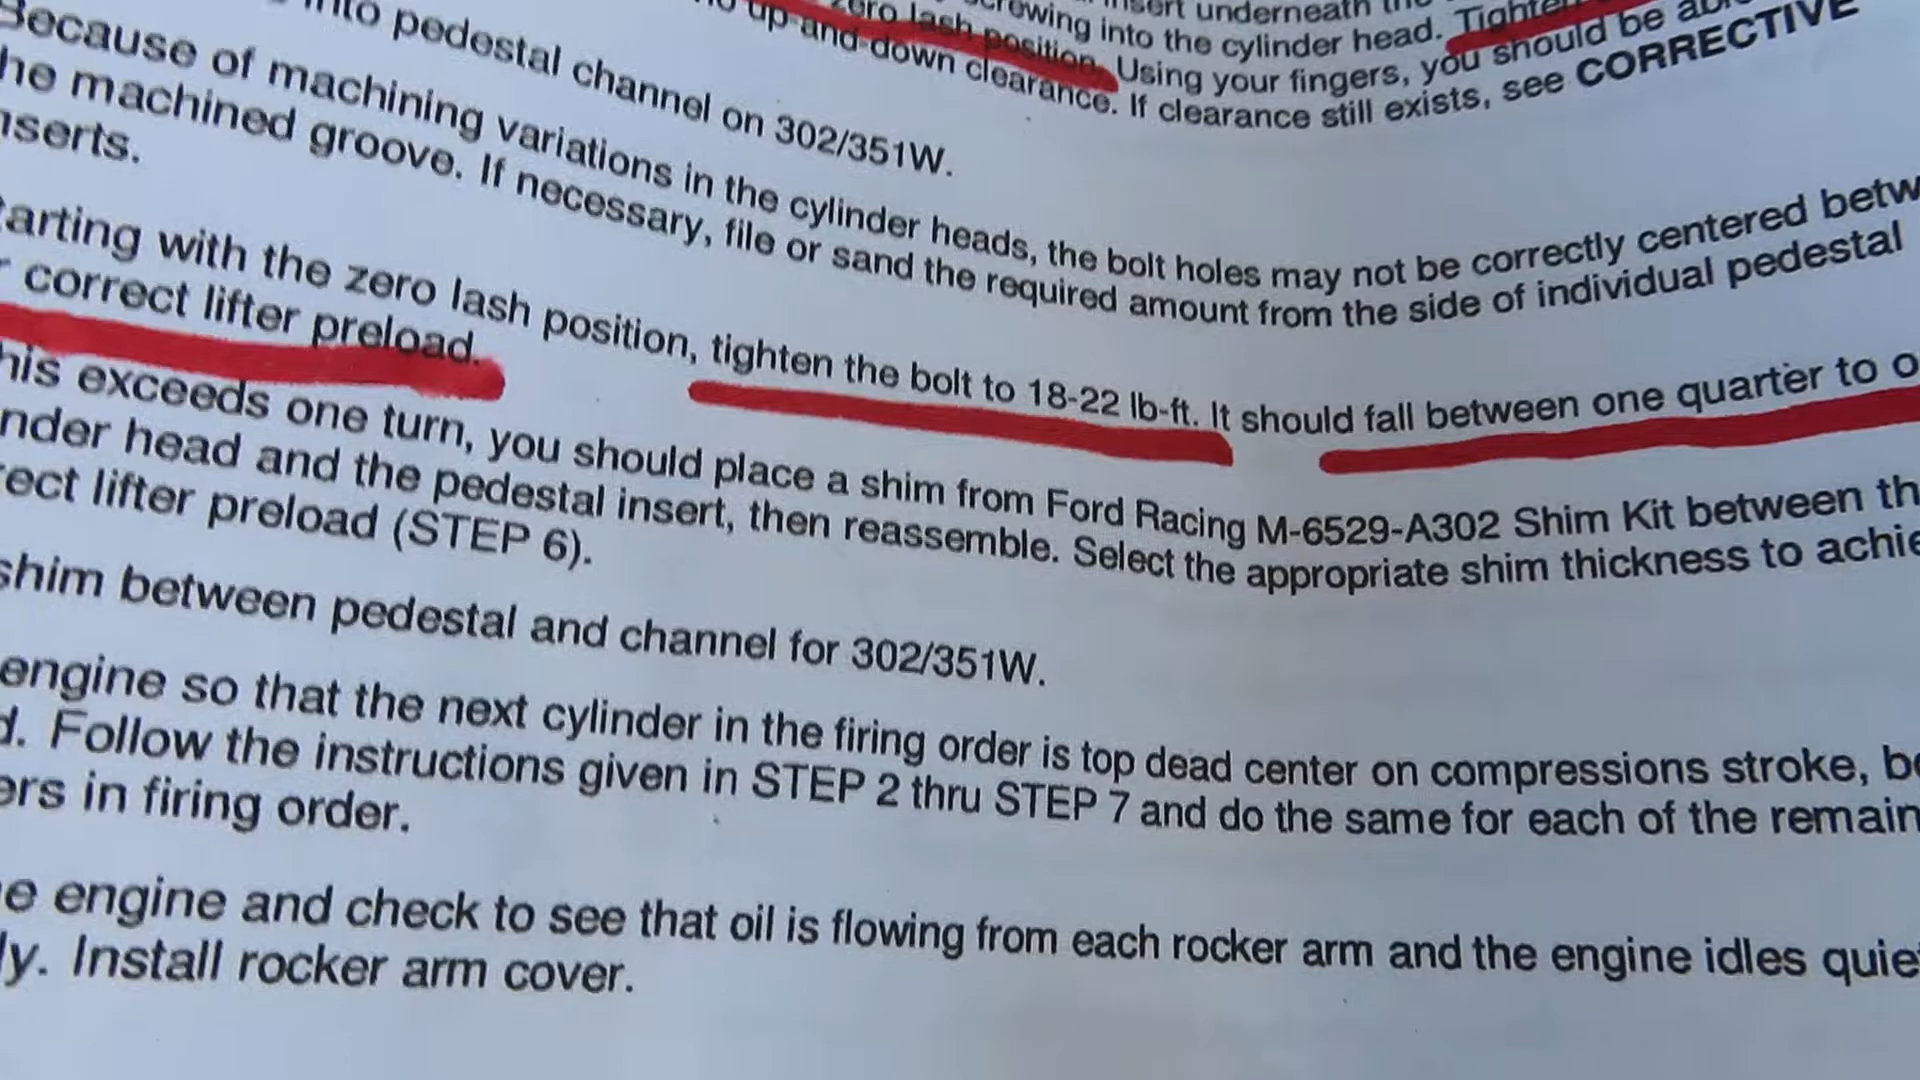 insert underneath the
screwing into the cylinder head. Tighten
zero lash position. Using your fingers, you should be
up-and-down clearance. If clearance still exists, see CORRECTIVE
into pedestal channel on 302/351W.
Because of machining variations in the cylinder heads, the bolt holes may not be correctly centered betw
he machined groove. If necessary, file or sand the required amount from the side of individual pedestal
nserts.
tarting with the zero lash position, tighten the bolt to 18-22 lb-ft. It should fall between one quarter to o
r correct lifter preload.
his exceeds one turn, you should place a shim from Ford Racing M-6529-A302 Shim Kit between th
nder head and the pedestal insert, then reassemble. Select the appropriate shim thickness to achie
rect lifter preload (STEP 6).
shim between pedestal and channel for 302/351W.
engine so that the next cylinder in the firing order is top dead center on compressions stroke, be
d. Follow the instructions given in STEP 2 thru STEP 7 and do the same for each of the remain
ers in firing order.
e engine and check to see that oil is flowing from each rocker arm and the engine idles quie
ly. Install rocker arm cover.